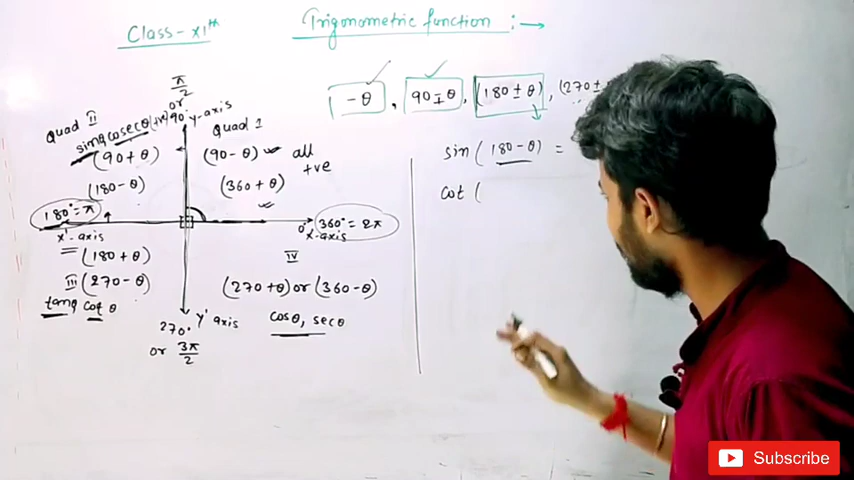 Class-XIth
Trigonometric function :→
-θ, 90∓θ, (180±θ), (270±
π/2
or
90° y-axis
Quad II
Quad 1
sinθ cosecθ (+ve)
(90+θ)
(90-θ)
all
+ve
(180-θ)
(360+θ)
180°=π
0°, 360°=2π
x'-axis
x-axis
(180+θ)
IV
III (270-θ)
(270+θ) or (360-θ)
tanθ cot θ
270° y' axis
cosθ, secθ
or 3π/2
sin (180-θ) =
cot (
Subscribe